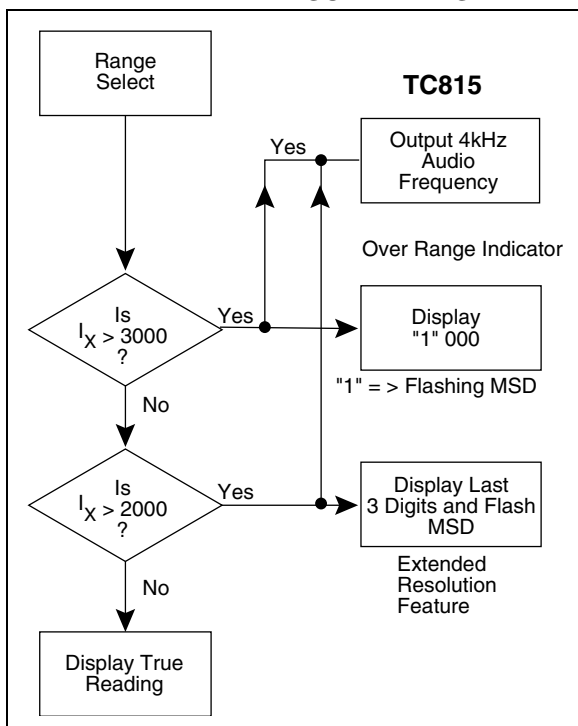 Range
Select
TC815
Yes
Output 4kHz
Audio
Frequency
Over Range Indicator
Is
I_X > 3000
?
Yes
Display
"1" 000
"1" = > Flashing MSD
No
Is
I_X > 2000
?
Yes
Display Last
3 Digits and Flash
MSD
Extended
Resolution
Feature
No
Display True
Reading